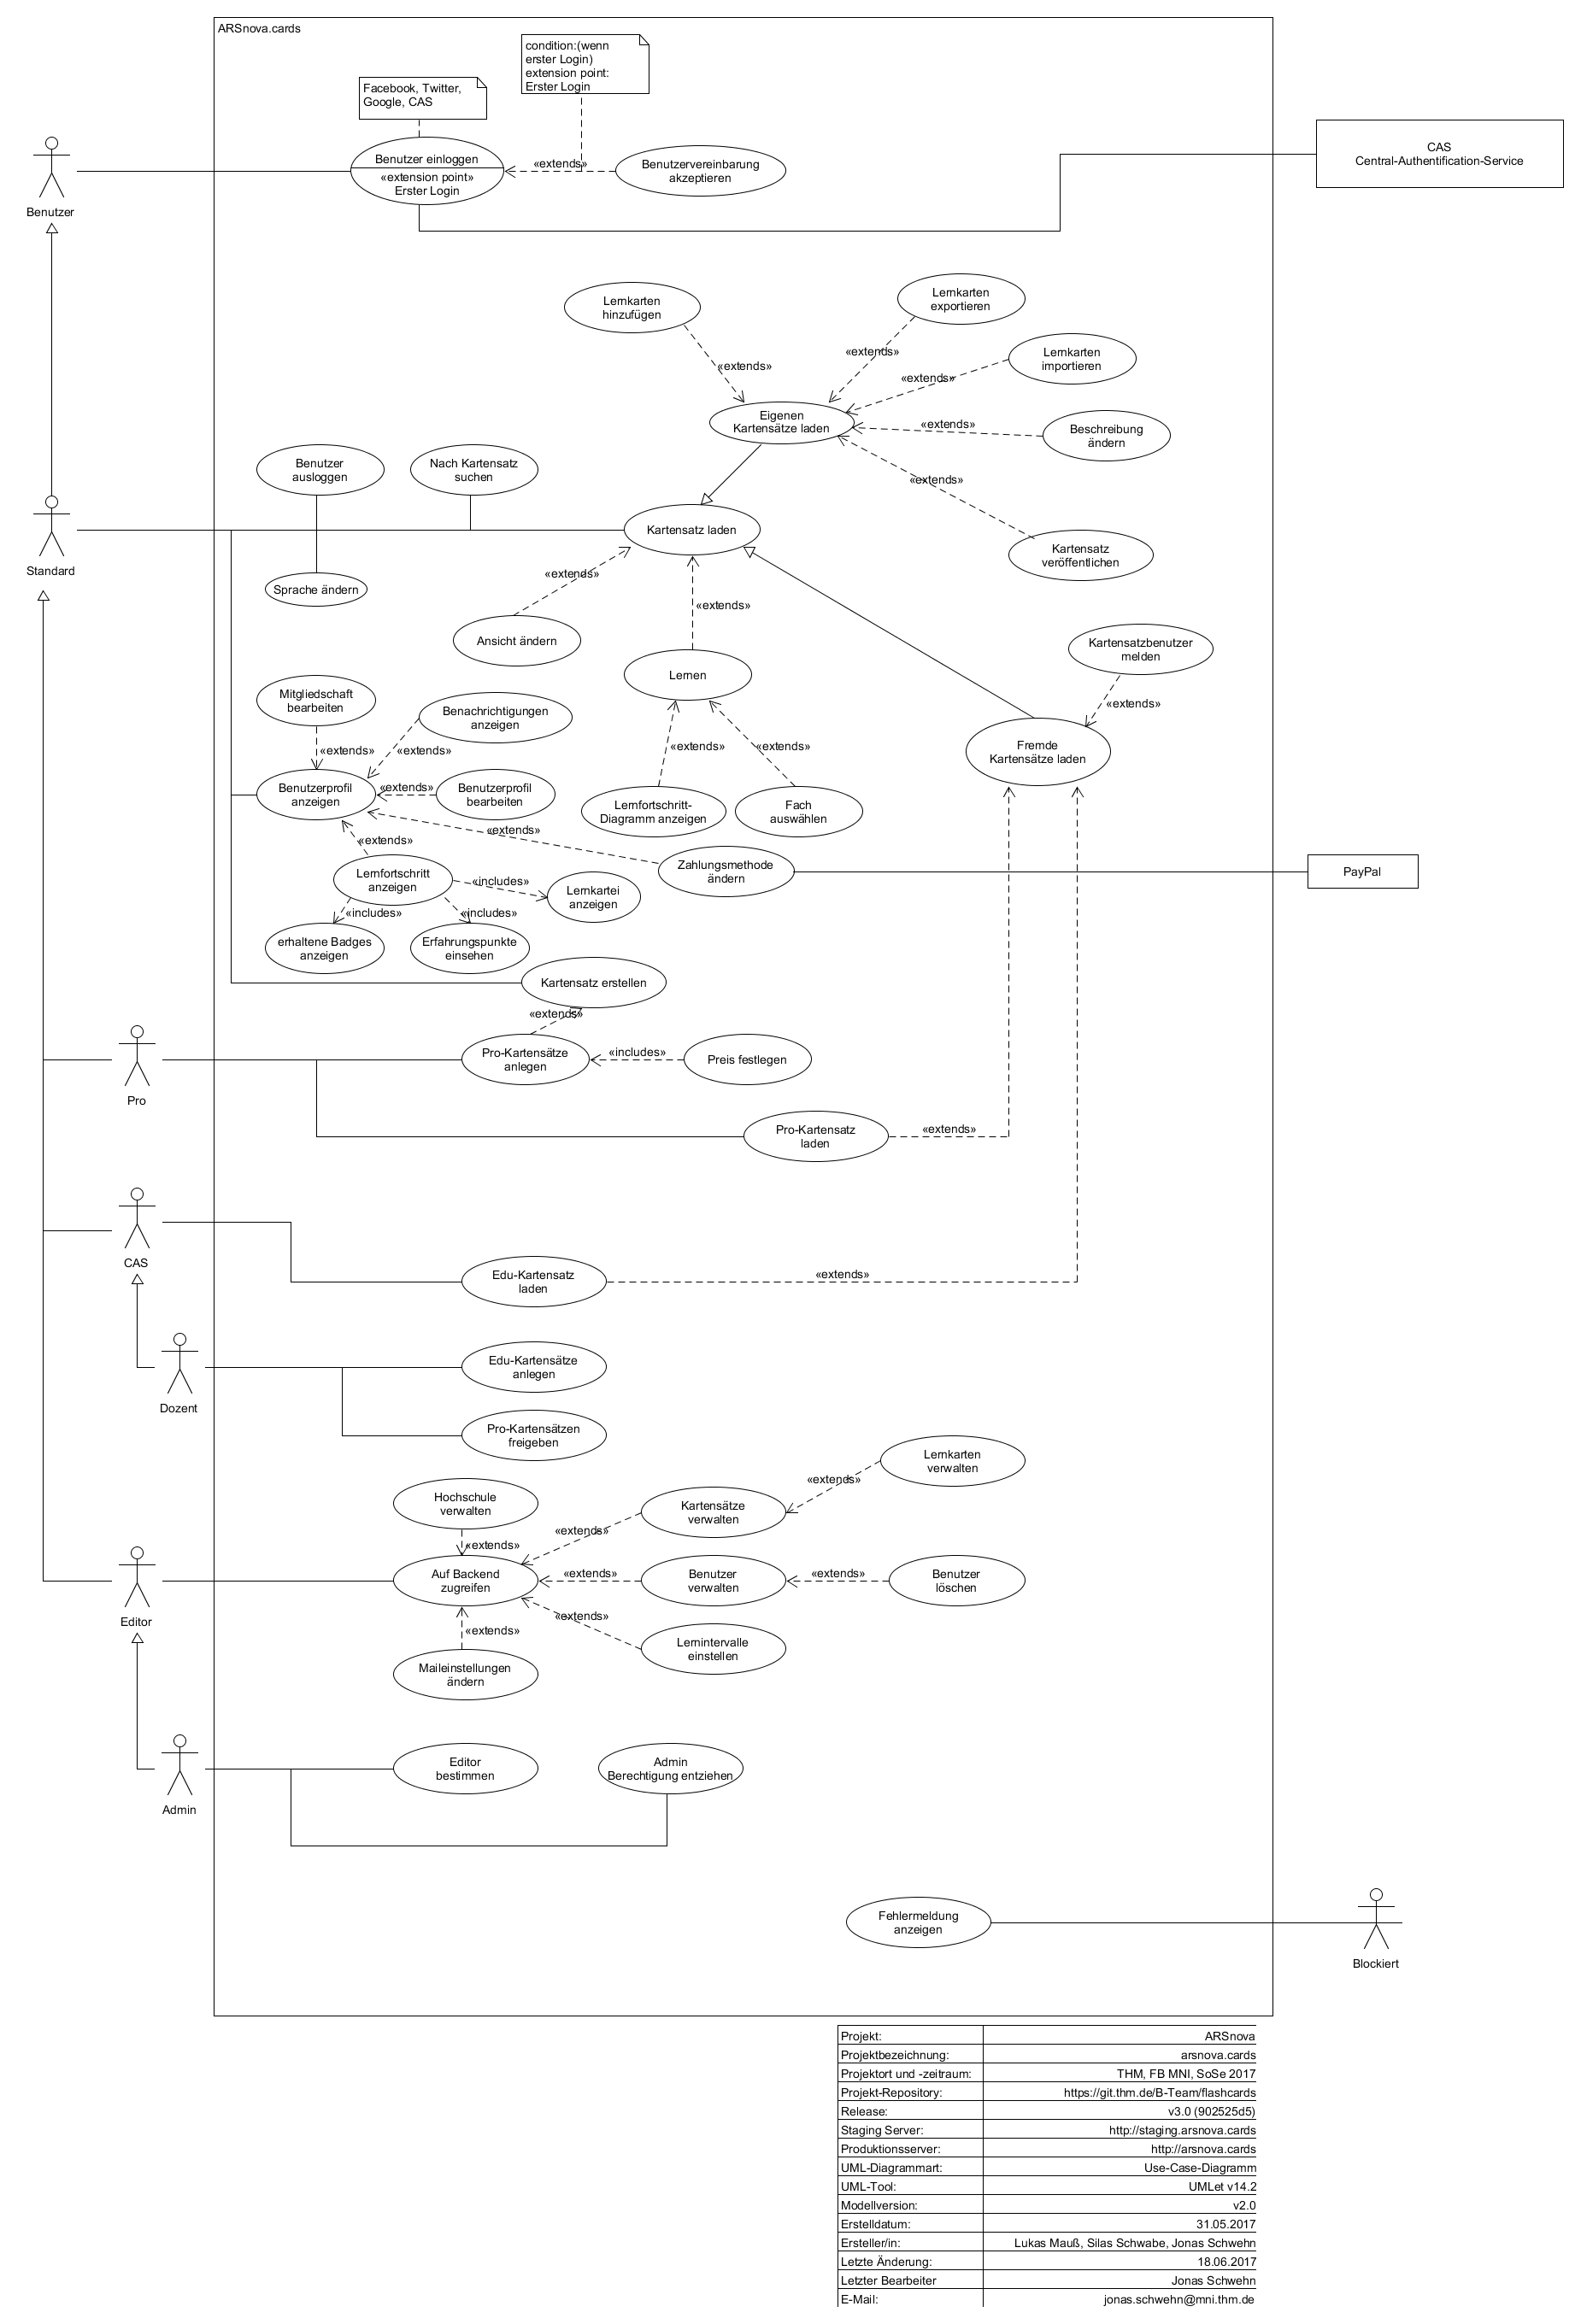 ARSnova.cards
condition:(wenn
erster Login)
extension point:
Erster Login
Facebook, Twitter,
Google, CAS
Benutzer einloggen
«extension point»
Erster Login
«extends»
Benutzervereinbarung
akzeptieren
CAS
Central-Authentification-Service
Benutzer
Lernkarten
hinzufügen
Lernkarten
exportieren
«extends»
«extends»
Lernkarten
importieren
«extends»
Eigenen
Kartensätze laden
«extends»
Beschreibung
ändern
Benutzer
ausloggen
Nach Kartensatz
suchen
«extends»
Kartensatz laden
Kartensatz
veröffentlichen
Standard
Sprache ändern
«extends»
«extends»
Ansicht ändern
Lernen
Kartensatzbenutzer
melden
«extends»
Mitgliedschaft
bearbeiten
Benachrichtigungen
anzeigen
«extends»
«extends»
«extends»
«extends»
Fremde
Kartensätze laden
Benutzerprofil
anzeigen
«extends»
Benutzerprofil
bearbeiten
Lernfortschritt-
Diagramm anzeigen
Fach
auswählen
«extends»
«extends»
Zahlungsmethode
ändern
PayPal
Lernfortschritt
anzeigen
«includes»
Lernkartei
anzeigen
«includes»
«includes»
erhaltene Badges
anzeigen
Erfahrungspunkte
einsehen
Kartensatz erstellen
«extends»
Pro-Kartensätze
anlegen
«includes»
Preis festlegen
Pro
Pro-Kartensatz
laden
«extends»
CAS
Edu-Kartensatz
laden
«extends»
Edu-Kartensätze
anlegen
Dozent
Pro-Kartensätzen
freigeben
Lernkarten
verwalten
«extends»
Hochschule
verwalten
Kartensätze
verwalten
«extends»
«extends»
Auf Backend
zugreifen
«extends»
Benutzer
verwalten
«extends»
Benutzer
löschen
Editor
«extends»
«extends»
Lernintervalle
einstellen
Maileinstellungen
ändern
Editor
bestimmen
Admin
Berechtigung entziehen
Admin
Fehlermeldung
anzeigen
Blockiert
Projekt: ARSnova
Projektbezeichnung: arsnova.cards
Projektort und -zeitraum: THM, FB MNI, SoSe 2017
Projekt-Repository: https://git.thm.de/B-Team/flashcards
Release: v3.0 (902525d5)
Staging Server: http://staging.arsnova.cards
Produktionsserver: http://arsnova.cards
UML-Diagrammart: Use-Case-Diagramm
UML-Tool: UMLet v14.2
Modellversion: v2.0
Erstelldatum: 31.05.2017
Ersteller/in: Lukas Mauß, Silas Schwabe, Jonas Schwehn
Letzte Änderung: 18.06.2017
Letzter Bearbeiter Jonas Schwehn
E-Mail: jonas.schwehn@mni.thm.de